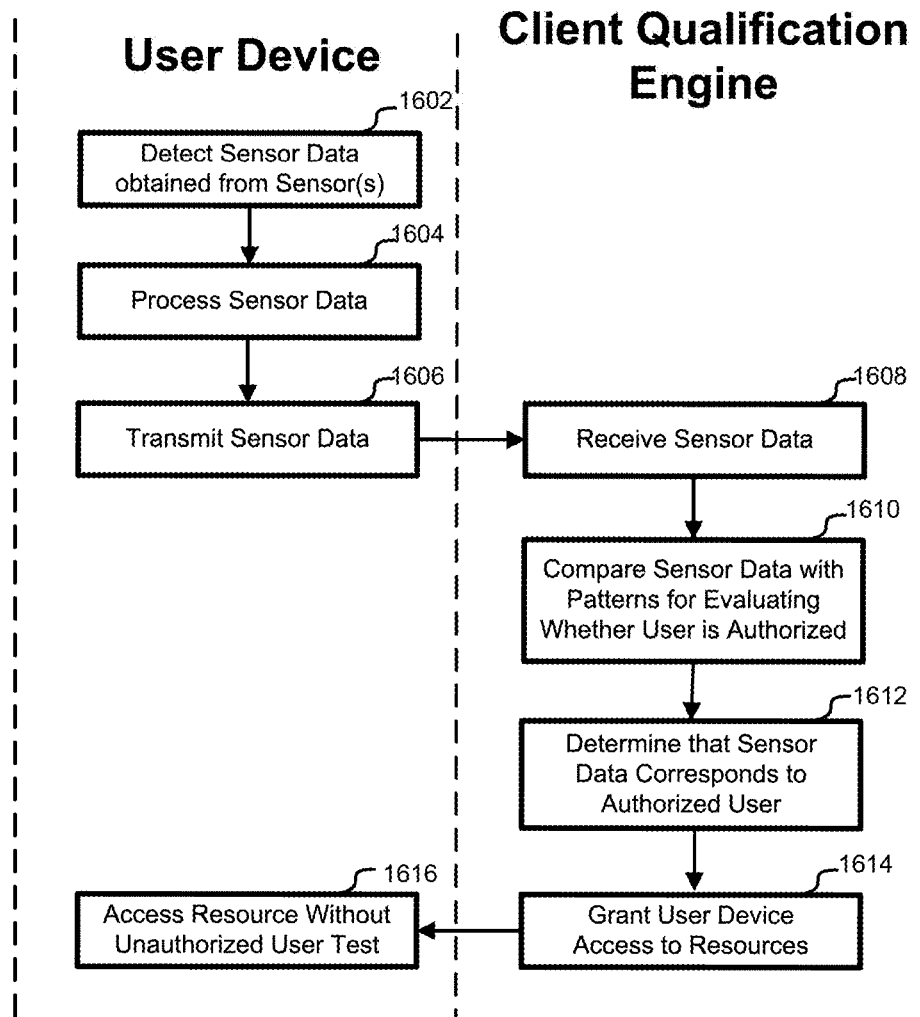 User Device
Client Qualification
Engine
1602
Detect Sensor Data
obtained from Sensor(s)
1604
Process Sensor Data
1606
Transmit Sensor Data
1608
Receive Sensor Data
1610
Compare Sensor Data with
Patterns for Evaluating
Whether User is Authorized
1612
Determine that Sensor
Data Corresponds to
Authorized User
1614
Grant User Device
Access to Resources
1616
Access Resource Without
Unauthorized User Test